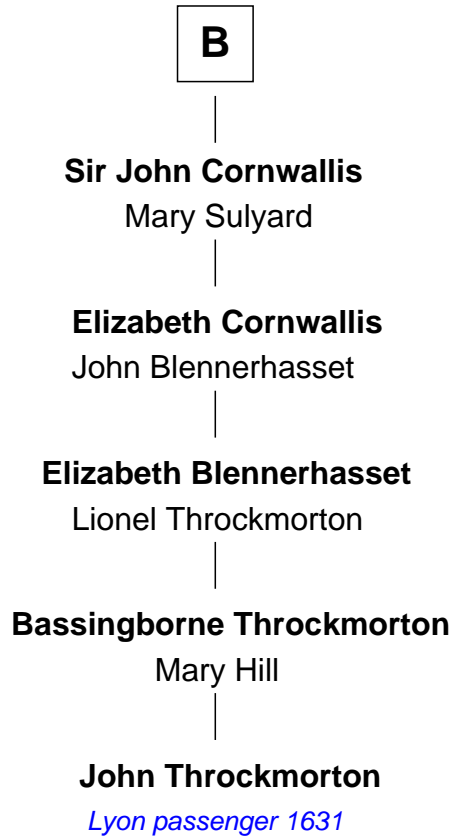 B
Sir John Cornwallis
Mary Sulyard
Elizabeth Cornwallis
John Blennerhasset
Elizabeth Blennerhasset
Lionel Throckmorton
Bassingborne Throckmorton
Mary Hill
John Throckmorton
Lyon passenger 1631